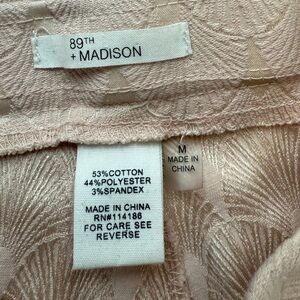 89TH
+ MADISON
53%COTTON
44%POLYESTER
3%SPANDEX
MADE IN CHINA
RN#114186
FOR CARE SEE
REVERSE
M
MADE IN
CHINA